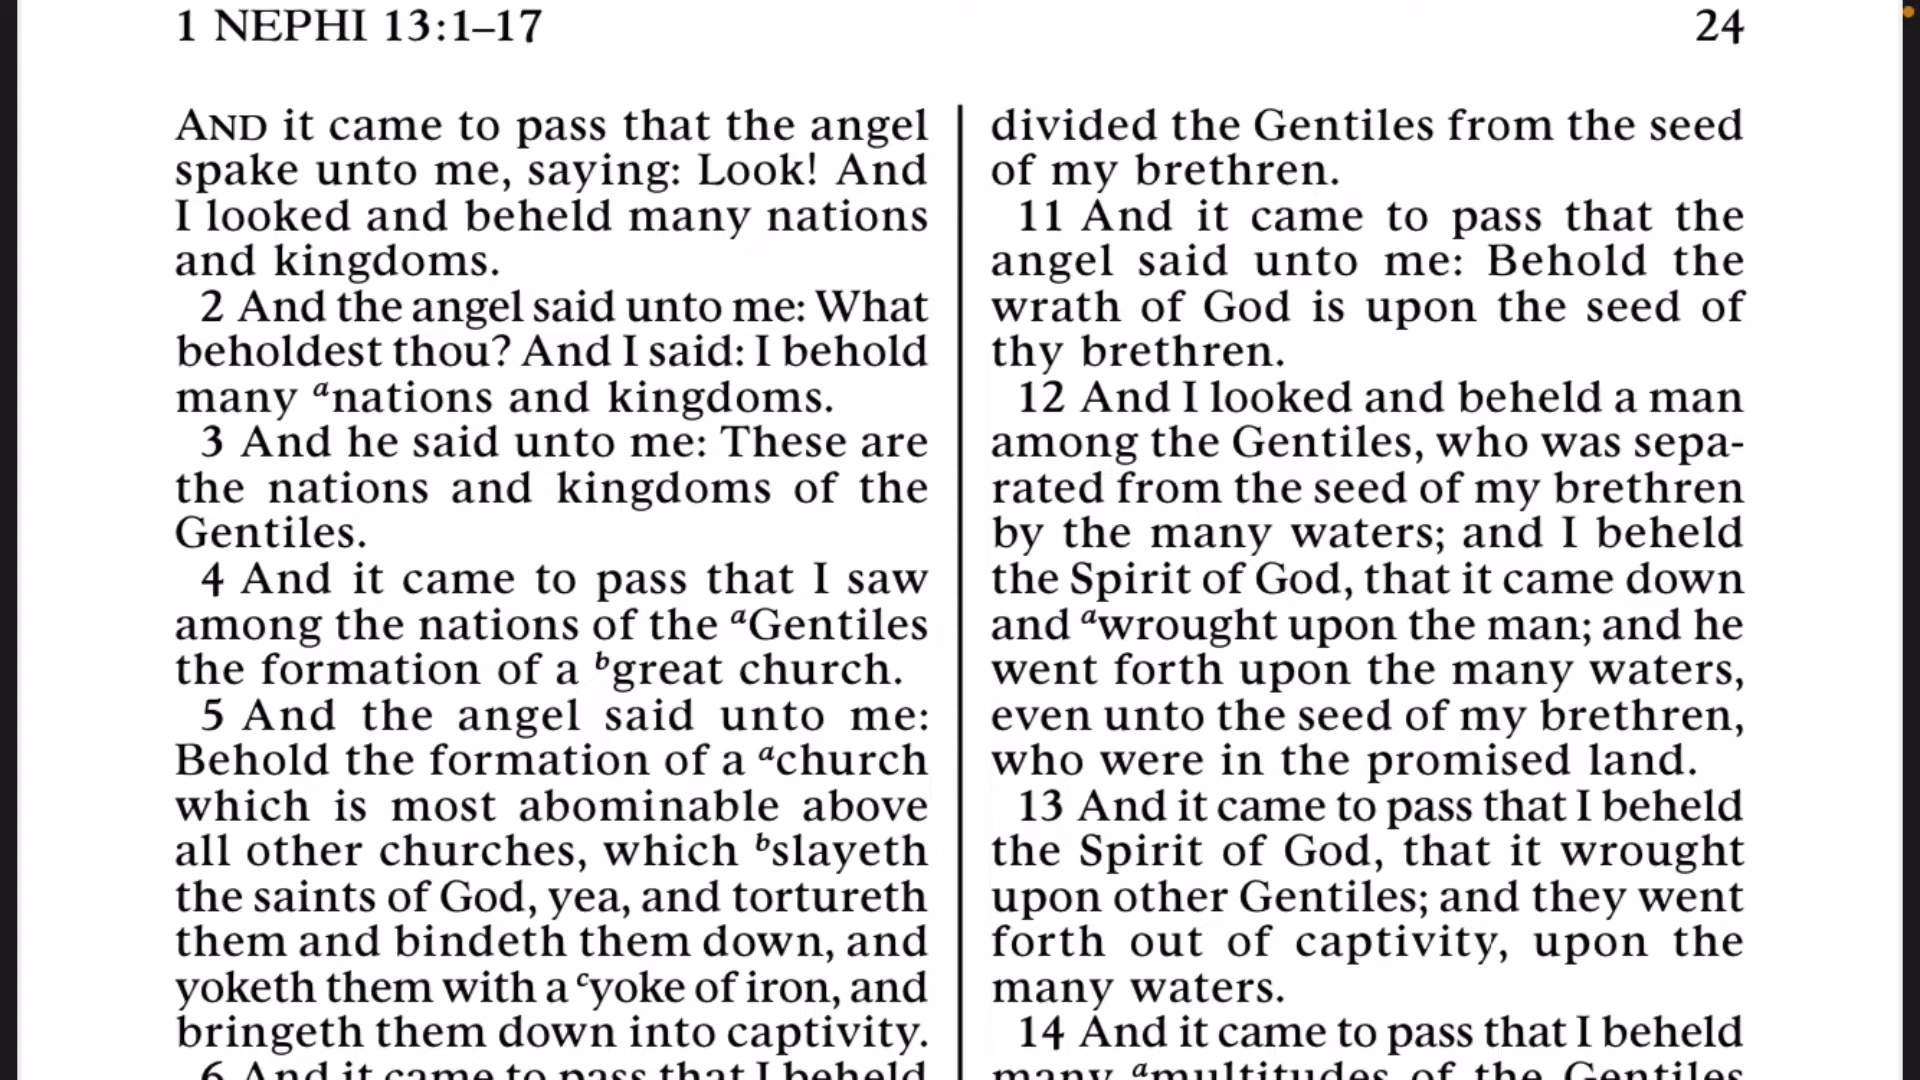 1 NEPHI 13:1–17
24
AND it came to pass that the angel
spake unto me, saying: Look! And
I looked and beheld many nations
and kingdoms.
2 And the angel said unto me: What
beholdest thou? And I said: I behold
many ᵃnations and kingdoms.
3 And he said unto me: These are
the nations and kingdoms of the
Gentiles.
4 And it came to pass that I saw
among the nations of the ᵃGentiles
the formation of a ᵇgreat church.
5 And the angel said unto me:
Behold the formation of a ᵃchurch
which is most abominable above
all other churches, which ᵇslayeth
the saints of God, yea, and tortureth
them and bindeth them down, and
yoketh them with a ᶜyoke of iron, and
bringeth them down into captivity.
6 And it came to pass that I beheld
divided the Gentiles from the seed
of my brethren.
11 And it came to pass that the
angel said unto me: Behold the
wrath of God is upon the seed of
thy brethren.
12 And I looked and beheld a man
among the Gentiles, who was sepa-
rated from the seed of my brethren
by the many waters; and I beheld
the Spirit of God, that it came down
and ᵃwrought upon the man; and he
went forth upon the many waters,
even unto the seed of my brethren,
who were in the promised land.
13 And it came to pass that I beheld
the Spirit of God, that it wrought
upon other Gentiles; and they went
forth out of captivity, upon the
many waters.
14 And it came to pass that I beheld
many ᵃmultitudes of the Gentiles